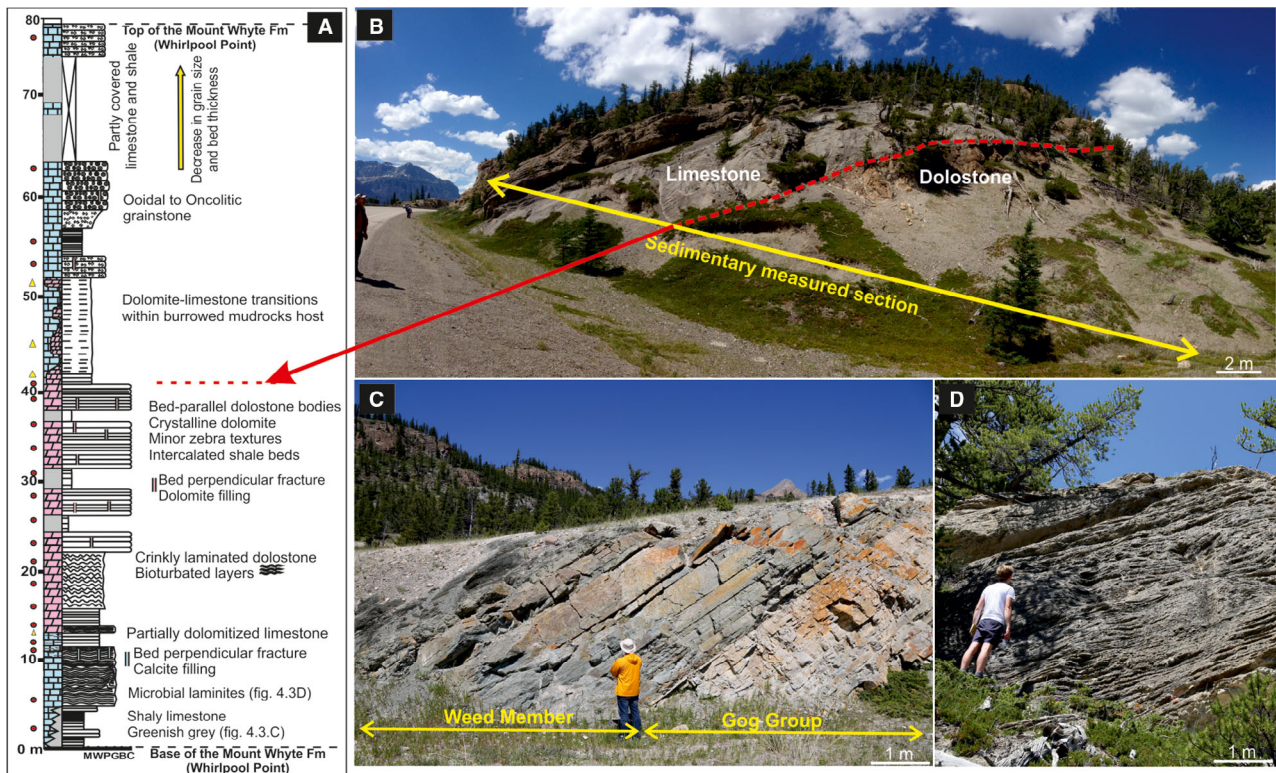 A
80
Top of the Mount Whyte Fm
(Whirlpool Point)
Partly covered
limestone and shale
Decrease in grain size
and bed thickness
70
60
Ooidal to Oncolitic
grainstone
50
Dolomite-limestone transitions
within burrowed mudrocks host
40
Bed-parallel dolostone bodies
Crystalline dolomite
Minor zebra textures
Intercalated shale beds
30
Bed perpendicular fracture
Dolomite filling
Crinkly laminated dolostone
20
Bioturbated layers
Partially dolomitized limestone
10
Bed perpendicular fracture
Calcite filling
Microbial laminites (fig. 4.3D)
Shaly limestone
Greenish grey (fig. 4.3.C)
0 m
MWPGBC
Base of the Mount Whyte Fm
(Whirlpool Point)
B
Limestone
Dolostone
Sedimentary measured section
2 m
C
Weed Member
Gog Group
1 m
D
1 m